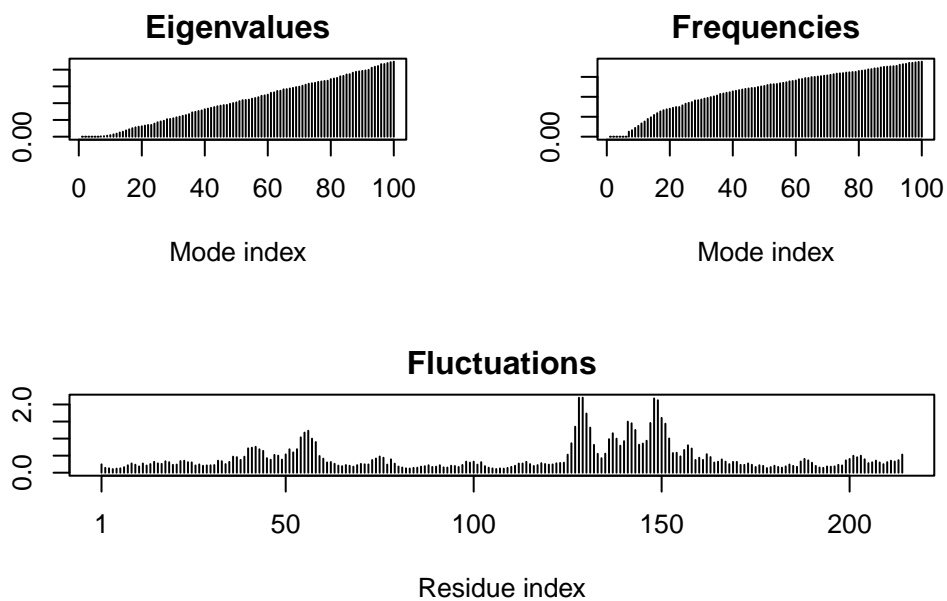 Eigenvalues
0.00
0 20 40 60 80 100
Mode index
Frequencies
0.00
0 20 40 60 80 100
Mode index
Fluctuations
2.0
0.0
1 50 100 150 200
Residue index